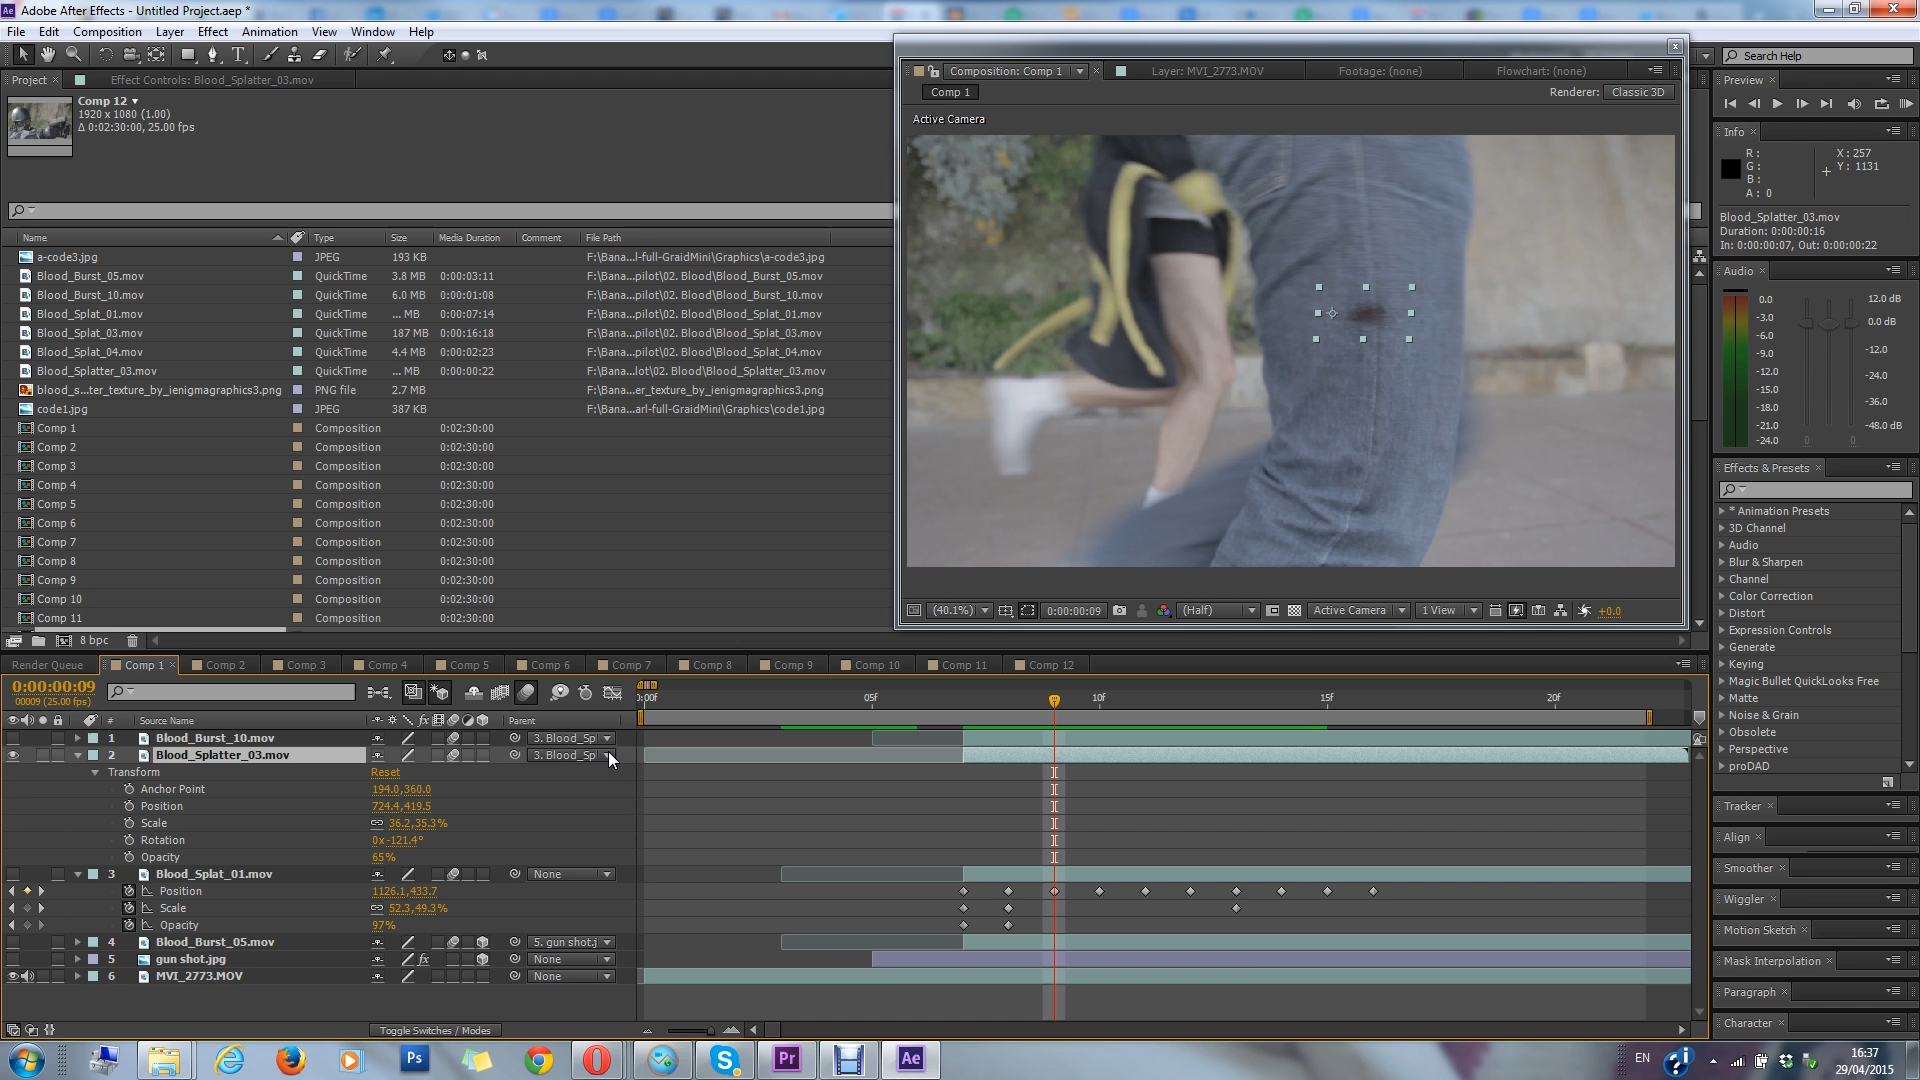 Adobe After Effects - Untitled Project.aep *
File Edit Composition Layer Effect Animation View Window Help
Search Help
Project × Effect Controls: Blood_Splatter_03.mov
Comp 12 ▾
1920 x 1080 (1.00)
Δ 0:02:30:00, 25.00 fps
Name Type Size Media Duration Comment File Path
a-code3.jpg JPEG 193 KB F:\Bana...l-full-GraidMini\Graphics\a-code3.jpg
Blood_Burst_05.mov QuickTime 3.8 MB 0:00:03:11 F:\Bana...pilot\02. Blood\Blood_Burst_05.mov
Blood_Burst_10.mov QuickTime 6.0 MB 0:00:01:08 F:\Bana...pilot\02. Blood\Blood_Burst_10.mov
Blood_Splat_01.mov QuickTime ... MB 0:00:07:14 F:\Bana...pilot\02. Blood\Blood_Splat_01.mov
Blood_Splat_03.mov QuickTime 187 MB 0:00:16:18 F:\Bana...pilot\02. Blood\Blood_Splat_03.mov
Blood_Splat_04.mov QuickTime 4.4 MB 0:00:02:23 F:\Bana...pilot\02. Blood\Blood_Splat_04.mov
Blood_Splatter_03.mov QuickTime ... MB 0:00:00:22 F:\Bana...lot\02. Blood\Blood_Splatter_03.mov
blood_s...ter_texture_by_ienigmagraphics3.png PNG file 2.7 MB F:\Bana...er_texture_by_ienigmagraphics3.png
code1.jpg JPEG 387 KB F:\Bana...arl-full-GraidMini\Graphics\code1.jpg
Comp 1 Composition 0:02:30:00
Comp 2 Composition 0:02:30:00
Comp 3 Composition 0:02:30:00
Comp 4 Composition 0:02:30:00
Comp 5 Composition 0:02:30:00
Comp 6 Composition 0:02:30:00
Comp 7 Composition 0:02:30:00
Comp 8 Composition 0:02:30:00
Comp 9 Composition 0:02:30:00
Comp 10 Composition 0:02:30:00
Comp 11 Composition 0:02:30:00
8 bpc
Composition: Comp 1 Layer: MVI_2773.MOV Footage: (none) Flowchart: (none)
Comp 1 Renderer: Classic 3D
Active Camera
(40.1%) 0:00:00:09 (Half) Active Camera 1 View +0.0
Preview
Info
R: X: 257
G: Y: 1131
B:
A: 0
Blood_Splatter_03.mov
Duration: 0:00:00:16
In: 0:00:00:07, Out: 0:00:00:22
Audio
0.0 12.0 dB
-3.0 0.0 dB
-6.0
-9.0 -12.0
-12.0
-15.0 -24.0
-18.0 -36.0
-21.0 -48.0 dB
-24.0 0 0
Effects & Presets
* Animation Presets
3D Channel
Audio
Blur & Sharpen
Channel
Color Correction
Distort
Expression Controls
Generate
Keying
Magic Bullet QuickLooks Free
Matte
Noise & Grain
Obsolete
Perspective
proDAD
Tracker
Align
Smoother
Wiggler
Motion Sketch
Mask Interpolation
Paragraph
Character
Render Queue Comp 1 Comp 2 Comp 3 Comp 4 Comp 5 Comp 6 Comp 7 Comp 8 Comp 9 Comp 10 Comp 11 Comp 12
0:00:00:09
00009 (25.00 fps)
0:00f 05f 10f 15f 20f
# Source Name fx Parent
1 Blood_Burst_10.mov 3. Blood_Sp
2 Blood_Splatter_03.mov 3. Blood_Sp
Transform Reset
Anchor Point 194.0,360.0
Position 724.4,419.5
Scale 36.2,35.3%
Rotation 0x-121.4°
Opacity 65%
3 Blood_Splat_01.mov None
Position 1126.1,433.7
Scale 52.3,49.3%
Opacity 97%
4 Blood_Burst_05.mov 5. gun shot.j
5 gun shot.jpg fx None
6 MVI_2773.MOV None
Toggle Switches / Modes
Ps Pr Ae
EN 16:37
29/04/2015